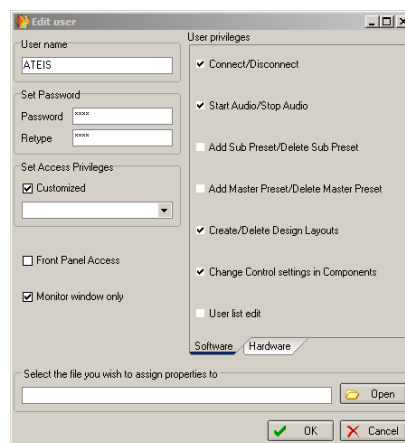 Edit user
User name
ATEIS
Set Password
Password ****
Retype ****
Set Access Privileges
Customized
Front Panel Access
Monitor window only
User privileges
Connect/Disconnect
Start Audio/Stop Audio
Add Sub Preset/Delete Sub Preset
Add Master Preset/Delete Master Preset
Create/Delete Design Layouts
Change Control settings in Components
User list edit
Software Hardware
Select the file you wish to assign properties to
Open
OK Cancel